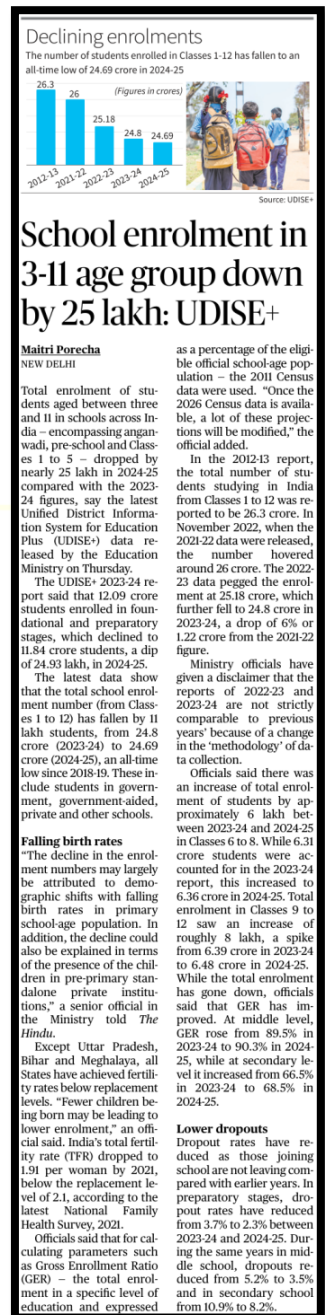 Declining enrolments
The number of students enrolled in Classes 1-12 has fallen to an
all-time low of 24.69 crore in 2024-25
(Figures in crores)
26.3
26
25.18
24.8
24.69
2012-13
2021-22
2022-23
2023-24
2024-25
Source: UDISE+
School enrolment in
3-11 age group down
by 25 lakh: UDISE+
Maitri Porecha
NEW DELHI
Total enrolment of stu-
dents aged between three
and 11 in schools across In-
dia – encompassing angan-
wadi, pre-school and Class-
es 1 to 5 – dropped by
nearly 25 lakh in 2024-25
compared with the 2023-
24 figures, say the latest
Unified District Informa-
tion System for Education
Plus (UDISE+) data re-
leased by the Education
Ministry on Thursday.
The UDISE+ 2023-24 re-
port said that 12.09 crore
students enrolled in foun-
dational and preparatory
stages, which declined to
11.84 crore students, a dip
of 24.93 lakh, in 2024-25.
The latest data show
that the total school enrol-
ment number (from Class-
es 1 to 12) has fallen by 11
lakh students, from 24.8
crore (2023-24) to 24.69
crore (2024-25), an all-time
low since 2018-19. These in-
clude students in govern-
ment, government-aided,
private and other schools.
Falling birth rates
"The decline in the enrol-
ment numbers may largely
be attributed to demo-
graphic shifts with falling
birth rates in primary
school-age population. In
addition, the decline could
also be explained in terms
of the presence of the chil-
dren in pre-primary stan-
dalone private institu-
tions," a senior official in
the Ministry told The
Hindu.
Except Uttar Pradesh,
Bihar and Meghalaya, all
States have achieved fertili-
ty rates below replacement
levels. "Fewer children be-
ing born may be leading to
lower enrolment," an offi-
cial said. India's total fertil-
ity rate (TFR) dropped to
1.91 per woman by 2021,
below the replacement lev-
el of 2.1, according to the
latest National Family
Health Survey, 2021.
Officials said that for cal-
culating parameters such
as Gross Enrollment Ratio
(GER) – the total enrol-
ment in a specific level of
education and expressed
as a percentage of the eligi-
ble official school-age pop-
ulation – the 2011 Census
data were used. "Once the
2026 Census data is availa-
ble, a lot of these projec-
tions will be modified," the
official added.
In the 2012-13 report,
the total number of stu-
dents studying in India
from Classes 1 to 12 was re-
ported to be 26.3 crore. In
November 2022, when the
2021-22 data were released,
the number hovered
around 26 crore. The 2022-
23 data pegged the enrol-
ment at 25.18 crore, which
further fell to 24.8 crore in
2023-24, a drop of 6% or
1.22 crore from the 2021-22
figure.
Ministry officials have
given a disclaimer that the
reports of 2022-23 and
2023-24 are not strictly
comparable to previous
years' because of a change
in the 'methodology' of da-
ta collection.
Officials said there was
an increase of total enrol-
ment of students by ap-
proximately 6 lakh bet-
ween 2023-24 and 2024-25
in Classes 6 to 8. While 6.31
crore students were ac-
counted for in the 2023-24
report, this increased to
6.36 crore in 2024-25. Total
enrolment in Classes 9 to
12 saw an increase of
roughly 8 lakh, a spike
from 6.39 crore in 2023-24
to 6.48 crore in 2024-25.
While the total enrolment
has gone down, officials
said that GER has im-
proved. At middle level,
GER rose from 89.5% in
2023-24 to 90.3% in 2024-
25, while at secondary le-
vel it increased from 66.5%
in 2023-24 to 68.5% in
2024-25.
Lower dropouts
Dropout rates have re-
duced as those joining
school are not leaving com-
pared with earlier years. In
preparatory stages, dro-
pout rates have reduced
from 3.7% to 2.3% between
2023-24 and 2024-25. Dur-
ing the same years in mid-
dle school, dropouts re-
duced from 5.2% to 3.5%
and in secondary school
from 10.9% to 8.2%.